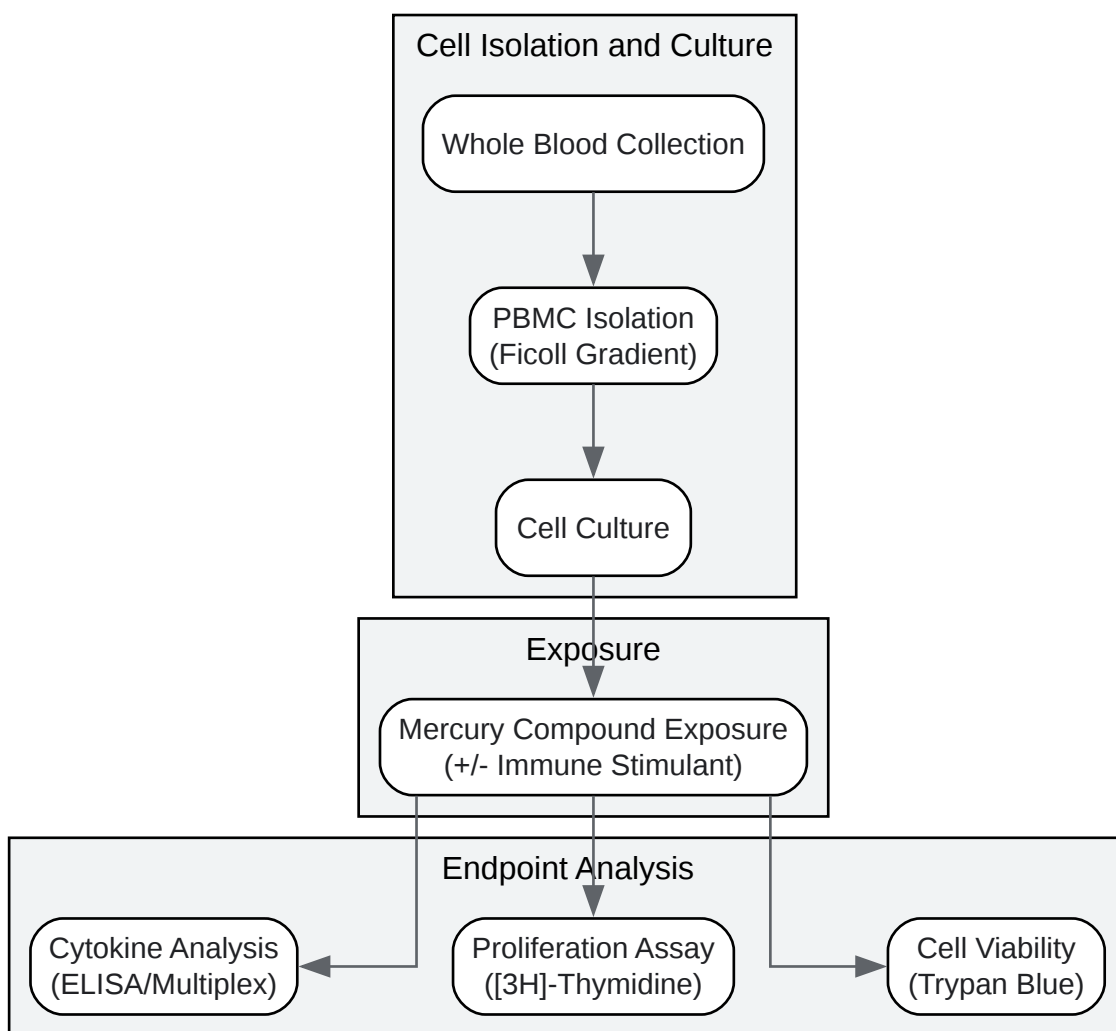 Cell Isolation and Culture
Whole Blood Collection
PBMC Isolation
(Ficoll Gradient)
Cell Culture
Exposure
Mercury Compound Exposure
(+/- Immune Stimulant)
Endpoint Analysis
Cytokine Analysis
(ELISA/Multiplex)
Proliferation Assay
([3H]-Thymidine)
Cell Viability
(Trypan Blue)